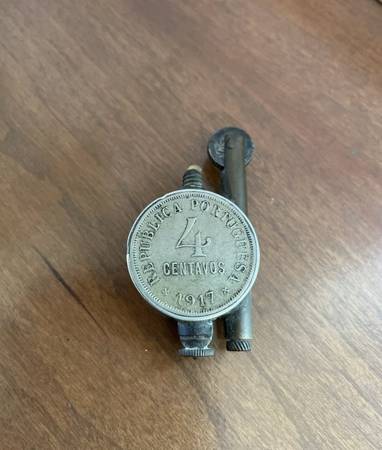 REPUBLICA PORTUGUESA
4
CENTAVOS
* 1917 *